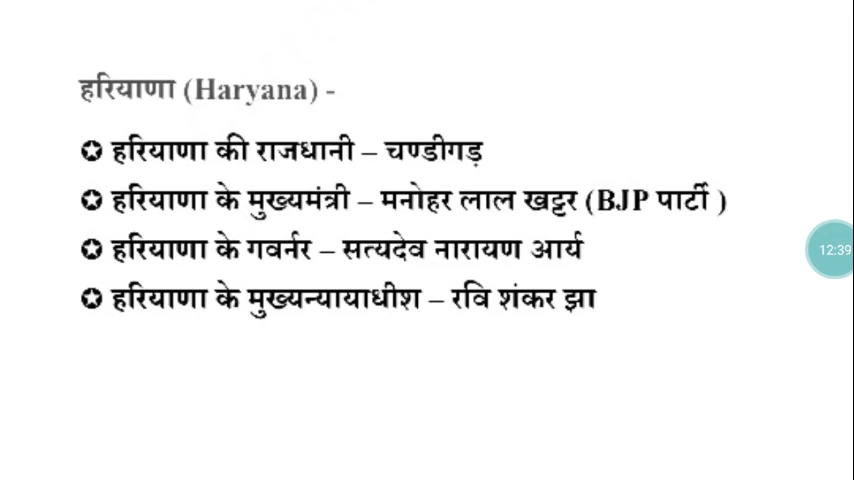 हरियाणा (Haryana) -
✪ हरियाणा की राजधानी – चण्डीगड़
✪ हरियाणा के मुख्यमंत्री – मनोहर लाल खट्टर (BJP पार्टी )
✪ हरियाणा के गवर्नर – सत्यदेव नारायण आर्य
✪ हरियाणा के मुख्यन्यायाधीश – रवि शंकर झा
12:39